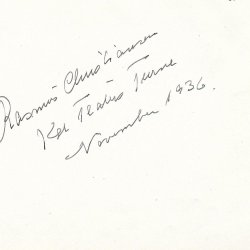 Rasmus Christiansen
Kgl Teaters Turne
November 1936.